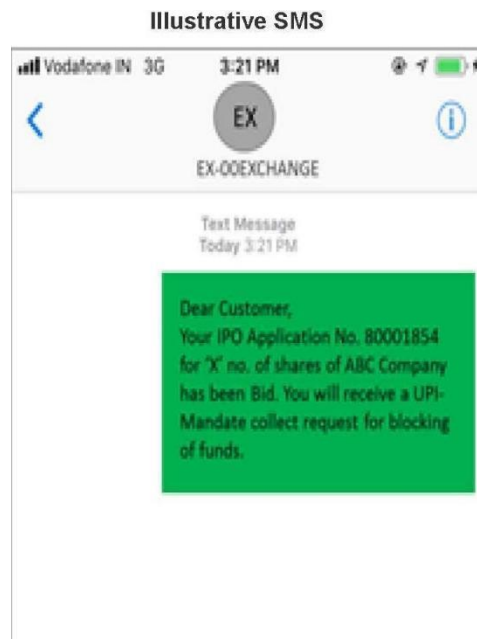 Illustrative SMS
Vodafone IN 3G 3:21 PM
EX
EX-00EXCHANGE
Text Message
Today 3:21 PM
Dear Customer,
Your IPO Application No. 80001854
for 'X' no. of shares of ABC Company
has been Bid. You will receive a UPI-
Mandate collect request for blocking
of funds.